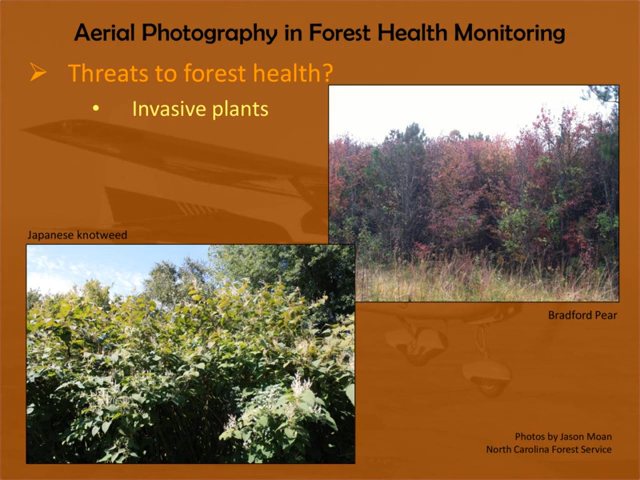 Aerial Photography in Forest Health Monitoring
Threats to forest health?
Invasive plants
Japanese knotweed
Bradford Pear
Photos by Jason Moan
North Carolina Forest Service